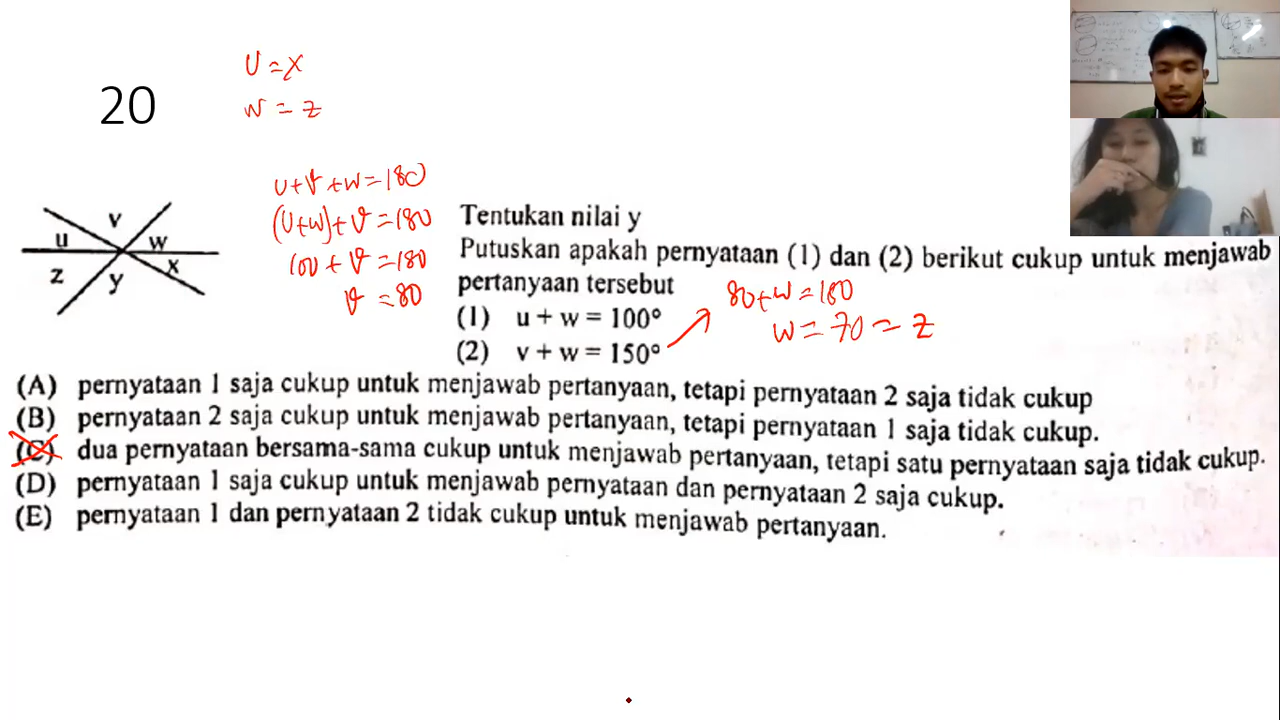 20
U = x
w = z
u + v + w = 180
(u+w) + v = 180
100 + v = 180
v = 80
v
u
w
z
y
x
Tentukan nilai y
Putuskan apakah pernyataan (1) dan (2) berikut cukup untuk menjawab
pertanyaan tersebut
(1) u + w = 100°
(2) v + w = 150°
80 + w = 180
w = 70 = z
(A) pernyataan 1 saja cukup untuk menjawab pertanyaan, tetapi pernyataan 2 saja tidak cukup
(B) pernyataan 2 saja cukup untuk menjawab pertanyaan, tetapi pernyataan 1 saja tidak cukup.
(C) dua pernyataan bersama-sama cukup untuk menjawab pertanyaan, tetapi satu pernyataan saja tidak cukup.
(D) pernyataan 1 saja cukup untuk menjawab pernyataan dan pernyataan 2 saja cukup.
(E) pernyataan 1 dan pernyataan 2 tidak cukup untuk menjawab pertanyaan.